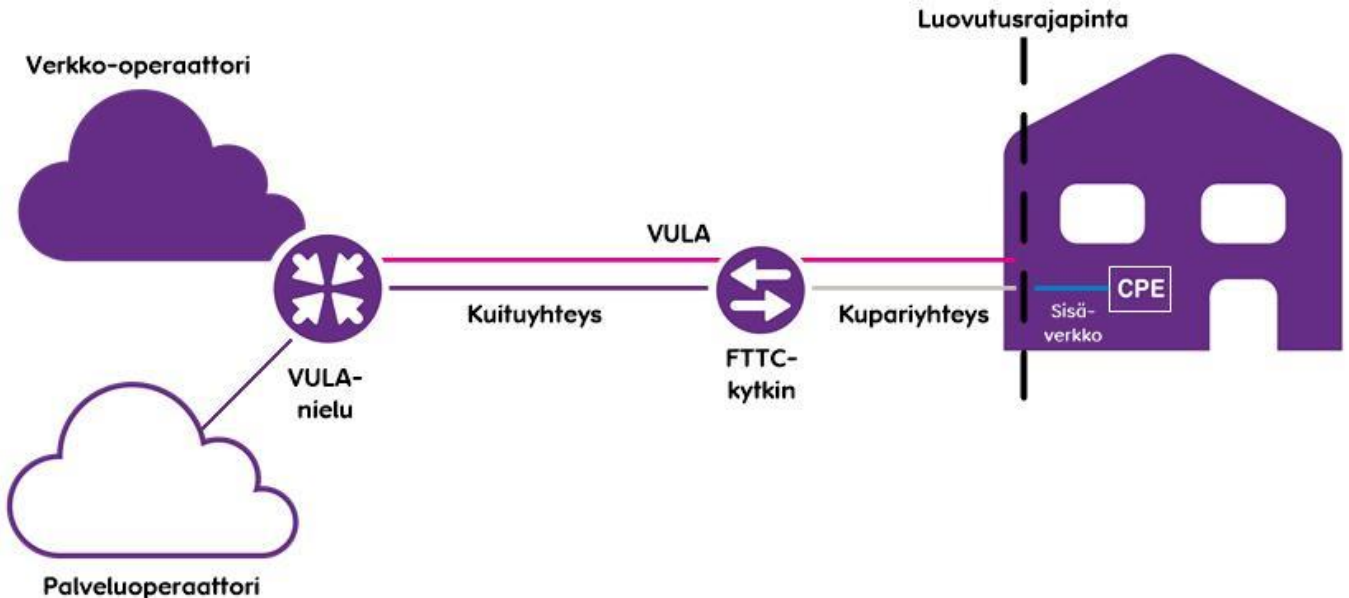 Luovutusrajapinta
Verkko-operaattori
VULA
Kuituyhteys
Kupariyhteys
Sisä-
verkko
CPE
VULA-
nielu
FTTC-
kytkin
Palveluoperaattori